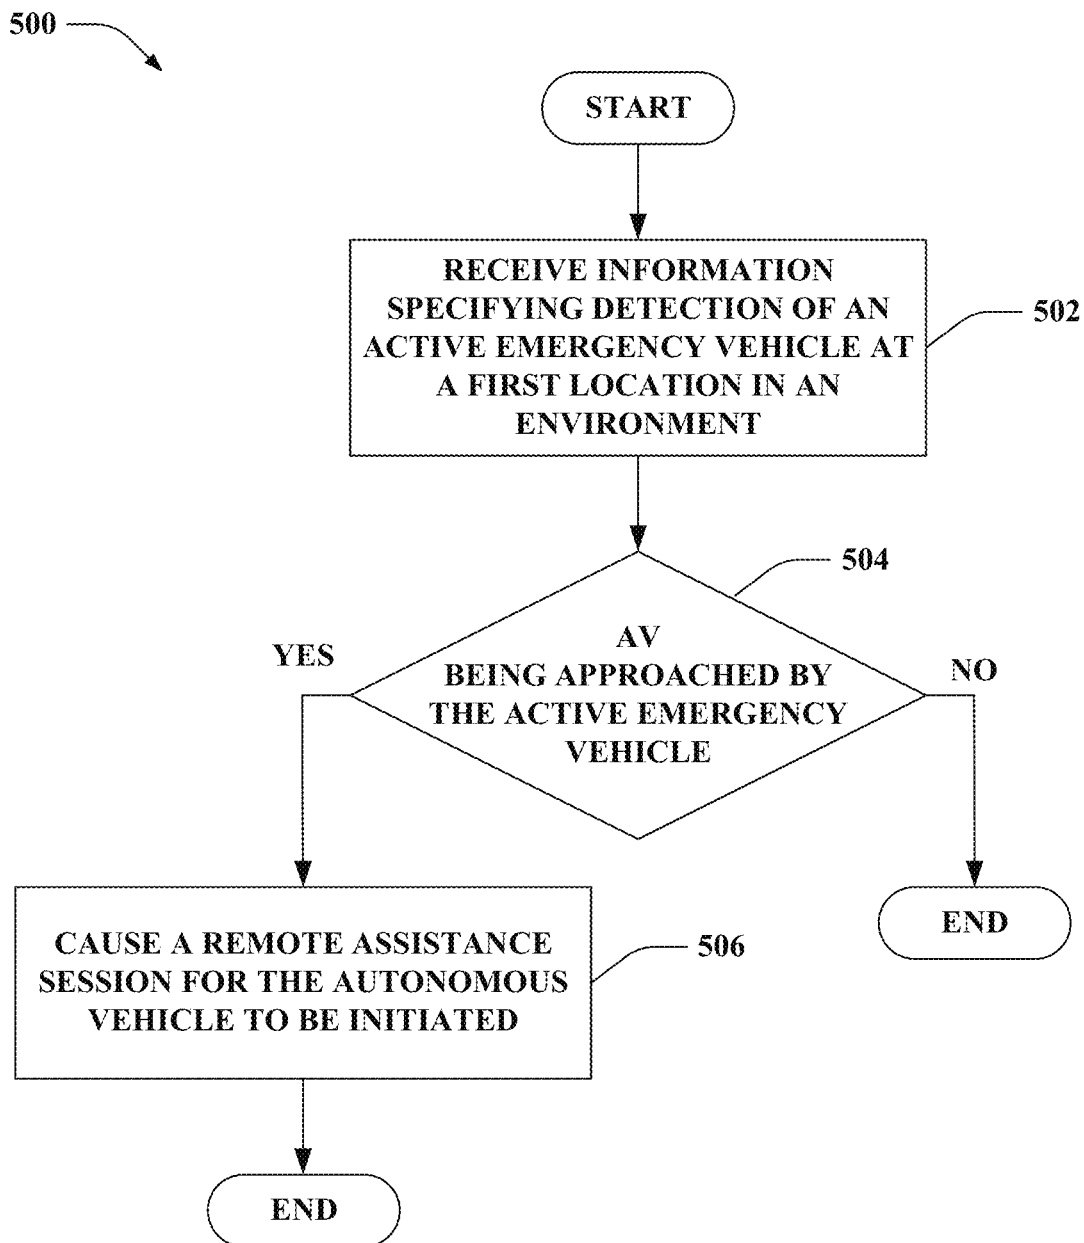 500
START
RECEIVE INFORMATION
SPECIFYING DETECTION OF AN
ACTIVE EMERGENCY VEHICLE AT
A FIRST LOCATION IN AN
ENVIRONMENT
502
504
AV
BEING APPROACHED BY
THE ACTIVE EMERGENCY
VEHICLE
YES
NO
CAUSE A REMOTE ASSISTANCE
SESSION FOR THE AUTONOMOUS
VEHICLE TO BE INITIATED
506
END
END